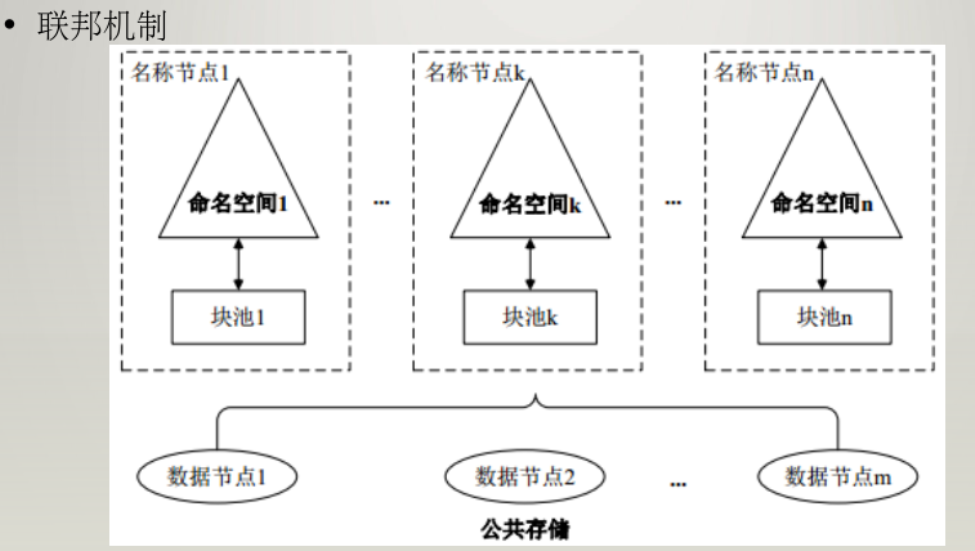 • 联邦机制
名称节点1 名称节点k 名称节点n
命名空间1 ... 命名空间k ... 命名空间n
块池1 块池k 块池n
数据节点1 数据节点2 ... 数据节点m
公共存储